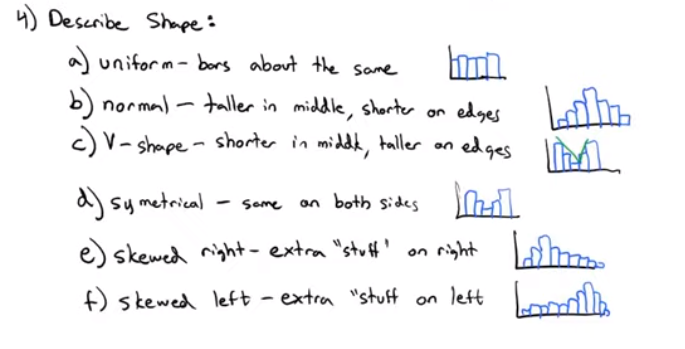 4) Describe Shape:
a) uniform - bars about the same
b) normal - taller in middle, shorter on edges
c) V-shape - shorter in middle, taller on edges
d) symetrical - same on both sides
e) skewed right - extra "stuff' on right
f) skewed left - extra "stuff on left